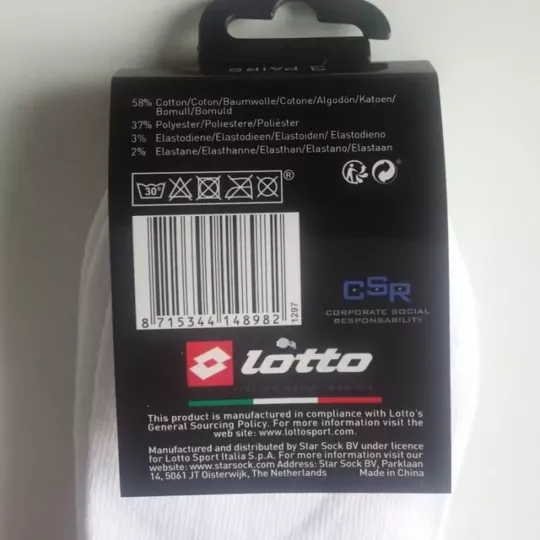 3 PAIRS
58% Cotton/Coton/Baumwolle/Cotone/Algodón/Katoen/
Bomull/Bomuld
37% Polyester/Poliestere/Polièster
3% Elastodiene/Elastodieen/Elastoiden/ Elastodieno
2% Elastane/Elasthanne/Elasthan/Elastano/Elastaan
30° ®
8 715344 148982
1297
CSR
CORPORATE SOCIAL
RESPONSABILITY
lotto
This product is manufactured in compliance with Lotto's
General Sourcing Policy. For more information visit the
web site: www.lottosport.com.
Manufactured and distributed by Star Sock BV under licence
for Lotto Sport Italia S.p.A. For more information visit our
website: www.starsock.com Address: Star Sock BV, Parklaan
14, 5061 JT Oisterwijk, The Netherlands Made in China